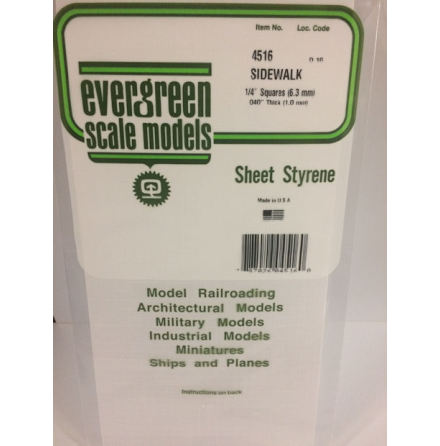 Item No. Loc. Code
4516
SIDEWALK
1/4" Squares (6.3 mm)
.040" Thick (1.0 mm)
evergreen
scale models
Sheet Styrene
Made in U.S.A
Model Railroading
Architectural Models
Military Models
Industrial Models
Miniatures
Ships and Planes
Instructions on back